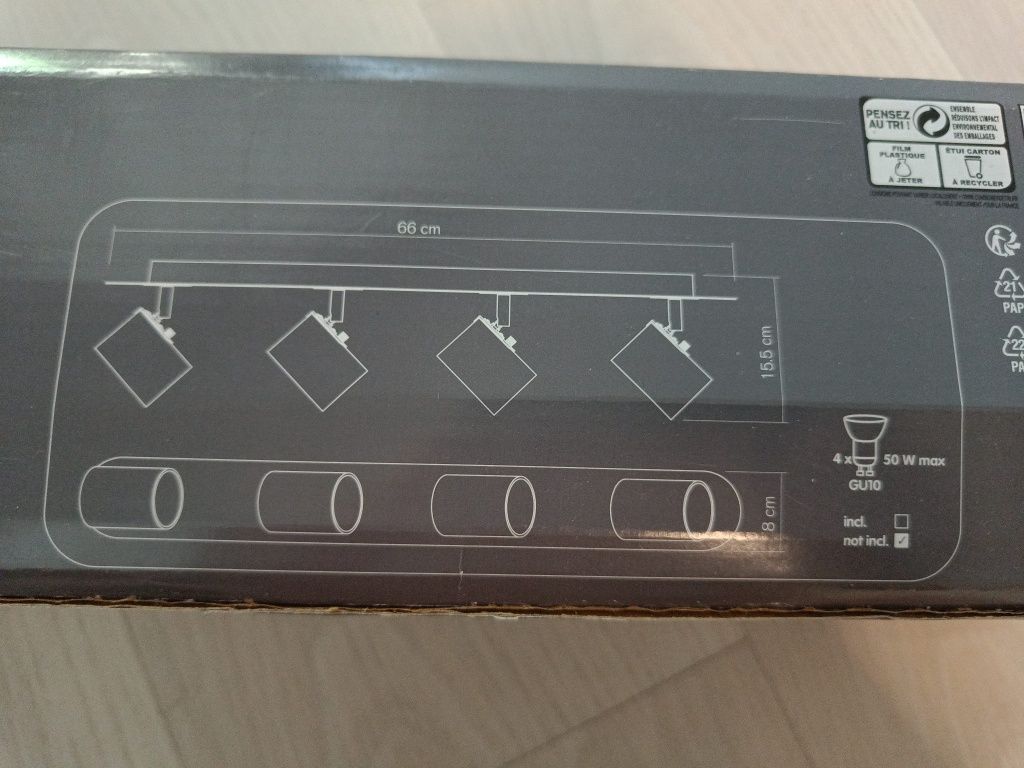 PENSEZ
AU TRI !
ENSEMBLE
RÉDUISONS L'IMPACT
ENVIRONNEMENTAL
DES EMBALLAGES
FILM
PLASTIQUE
À JETER
ÉTUI CARTON
À RECYCLER
66 cm
15.5 cm
21
PAP
22
PA
4 x
50 W max
GU10
8 cm
incl.
not incl.